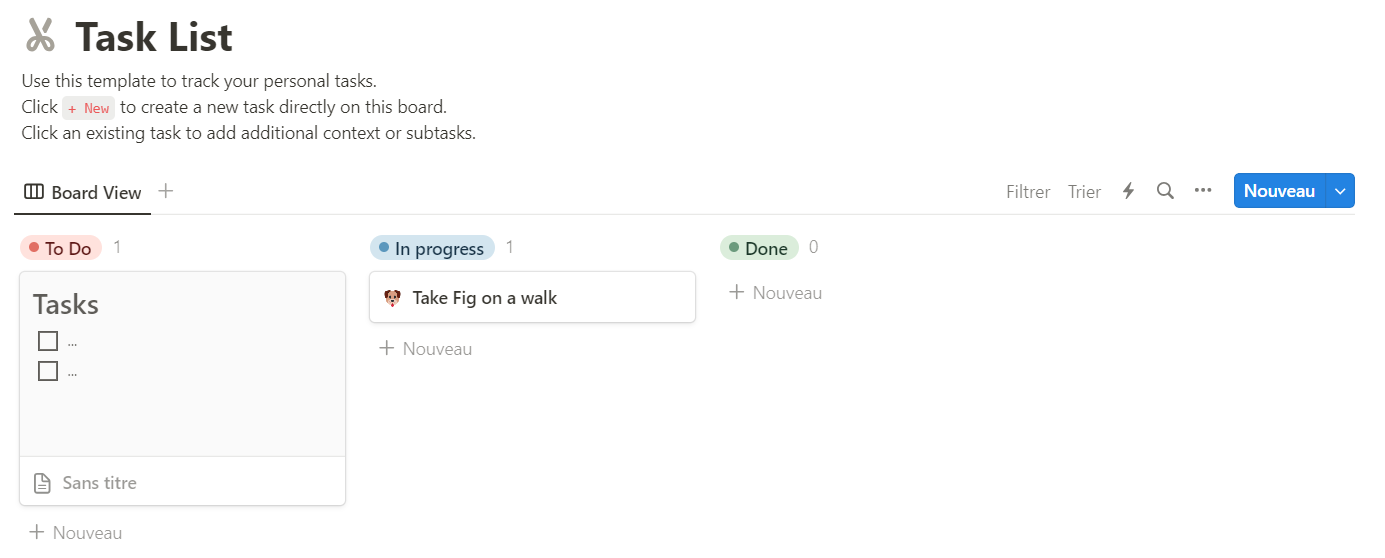 Task List
Use this template to track your personal tasks.
Click + New to create a new task directly on this board.
Click an existing task to add additional context or subtasks.
Board View
Filtrer Trier ... Nouveau
To Do 1
Tasks
...
...
Sans titre
+ Nouveau
In progress 1
Take Fig on a walk
+ Nouveau
Done 0
+ Nouveau